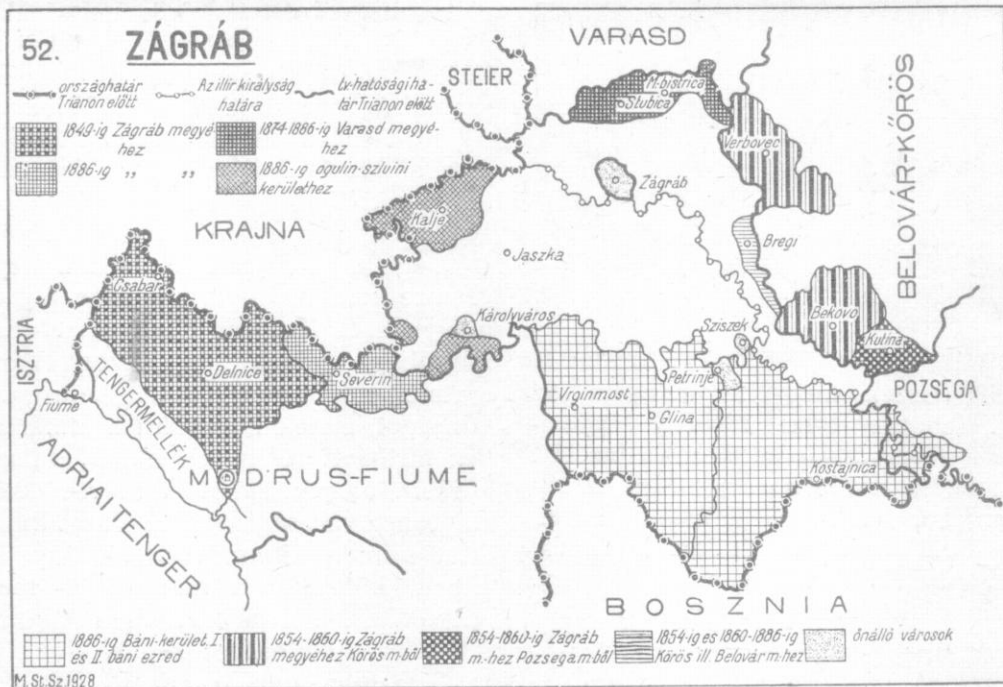 52. ZÁGRÁB
országhatár Trianon előtt
Az illir királyság határa
tv-hatósági határ Trianon előtt
1849-ig Zágráb megyéhez
1874-1886-ig Varasd megyéhez
1886-ig „ „
1886-ig ogulin-szluini kerülethez
VARASD
STEIER
M.bistrica
Stubica
Verbovec
Zágráb
BELOVÁR-KŐRÖS
KRAJNA
Kalje
Bregi
Jaszka
Csabar
Károlyváros
Bekovo
Sziszek
Kutina
ISZTRIA
Delnice
Severin
Petrinje
POZSEGA
TENGERMELLÉK
Fiume
Vrginmost
Glina
Kostajnica
ADRIAI TENGER
MODRUS-FIUME
BOSZNIA
1886-ig Báni-kerület, I és II. báni ezred
1854-1860-ig Zágráb megyéhez Kőrös m-ből
1854-1860-ig Zágráb m.-hez Pozsega m-ből
1854-ig és 1860-1886-ig Kőrös ill. Belovár m-hez
önálló városok
M.St.Sz.1928